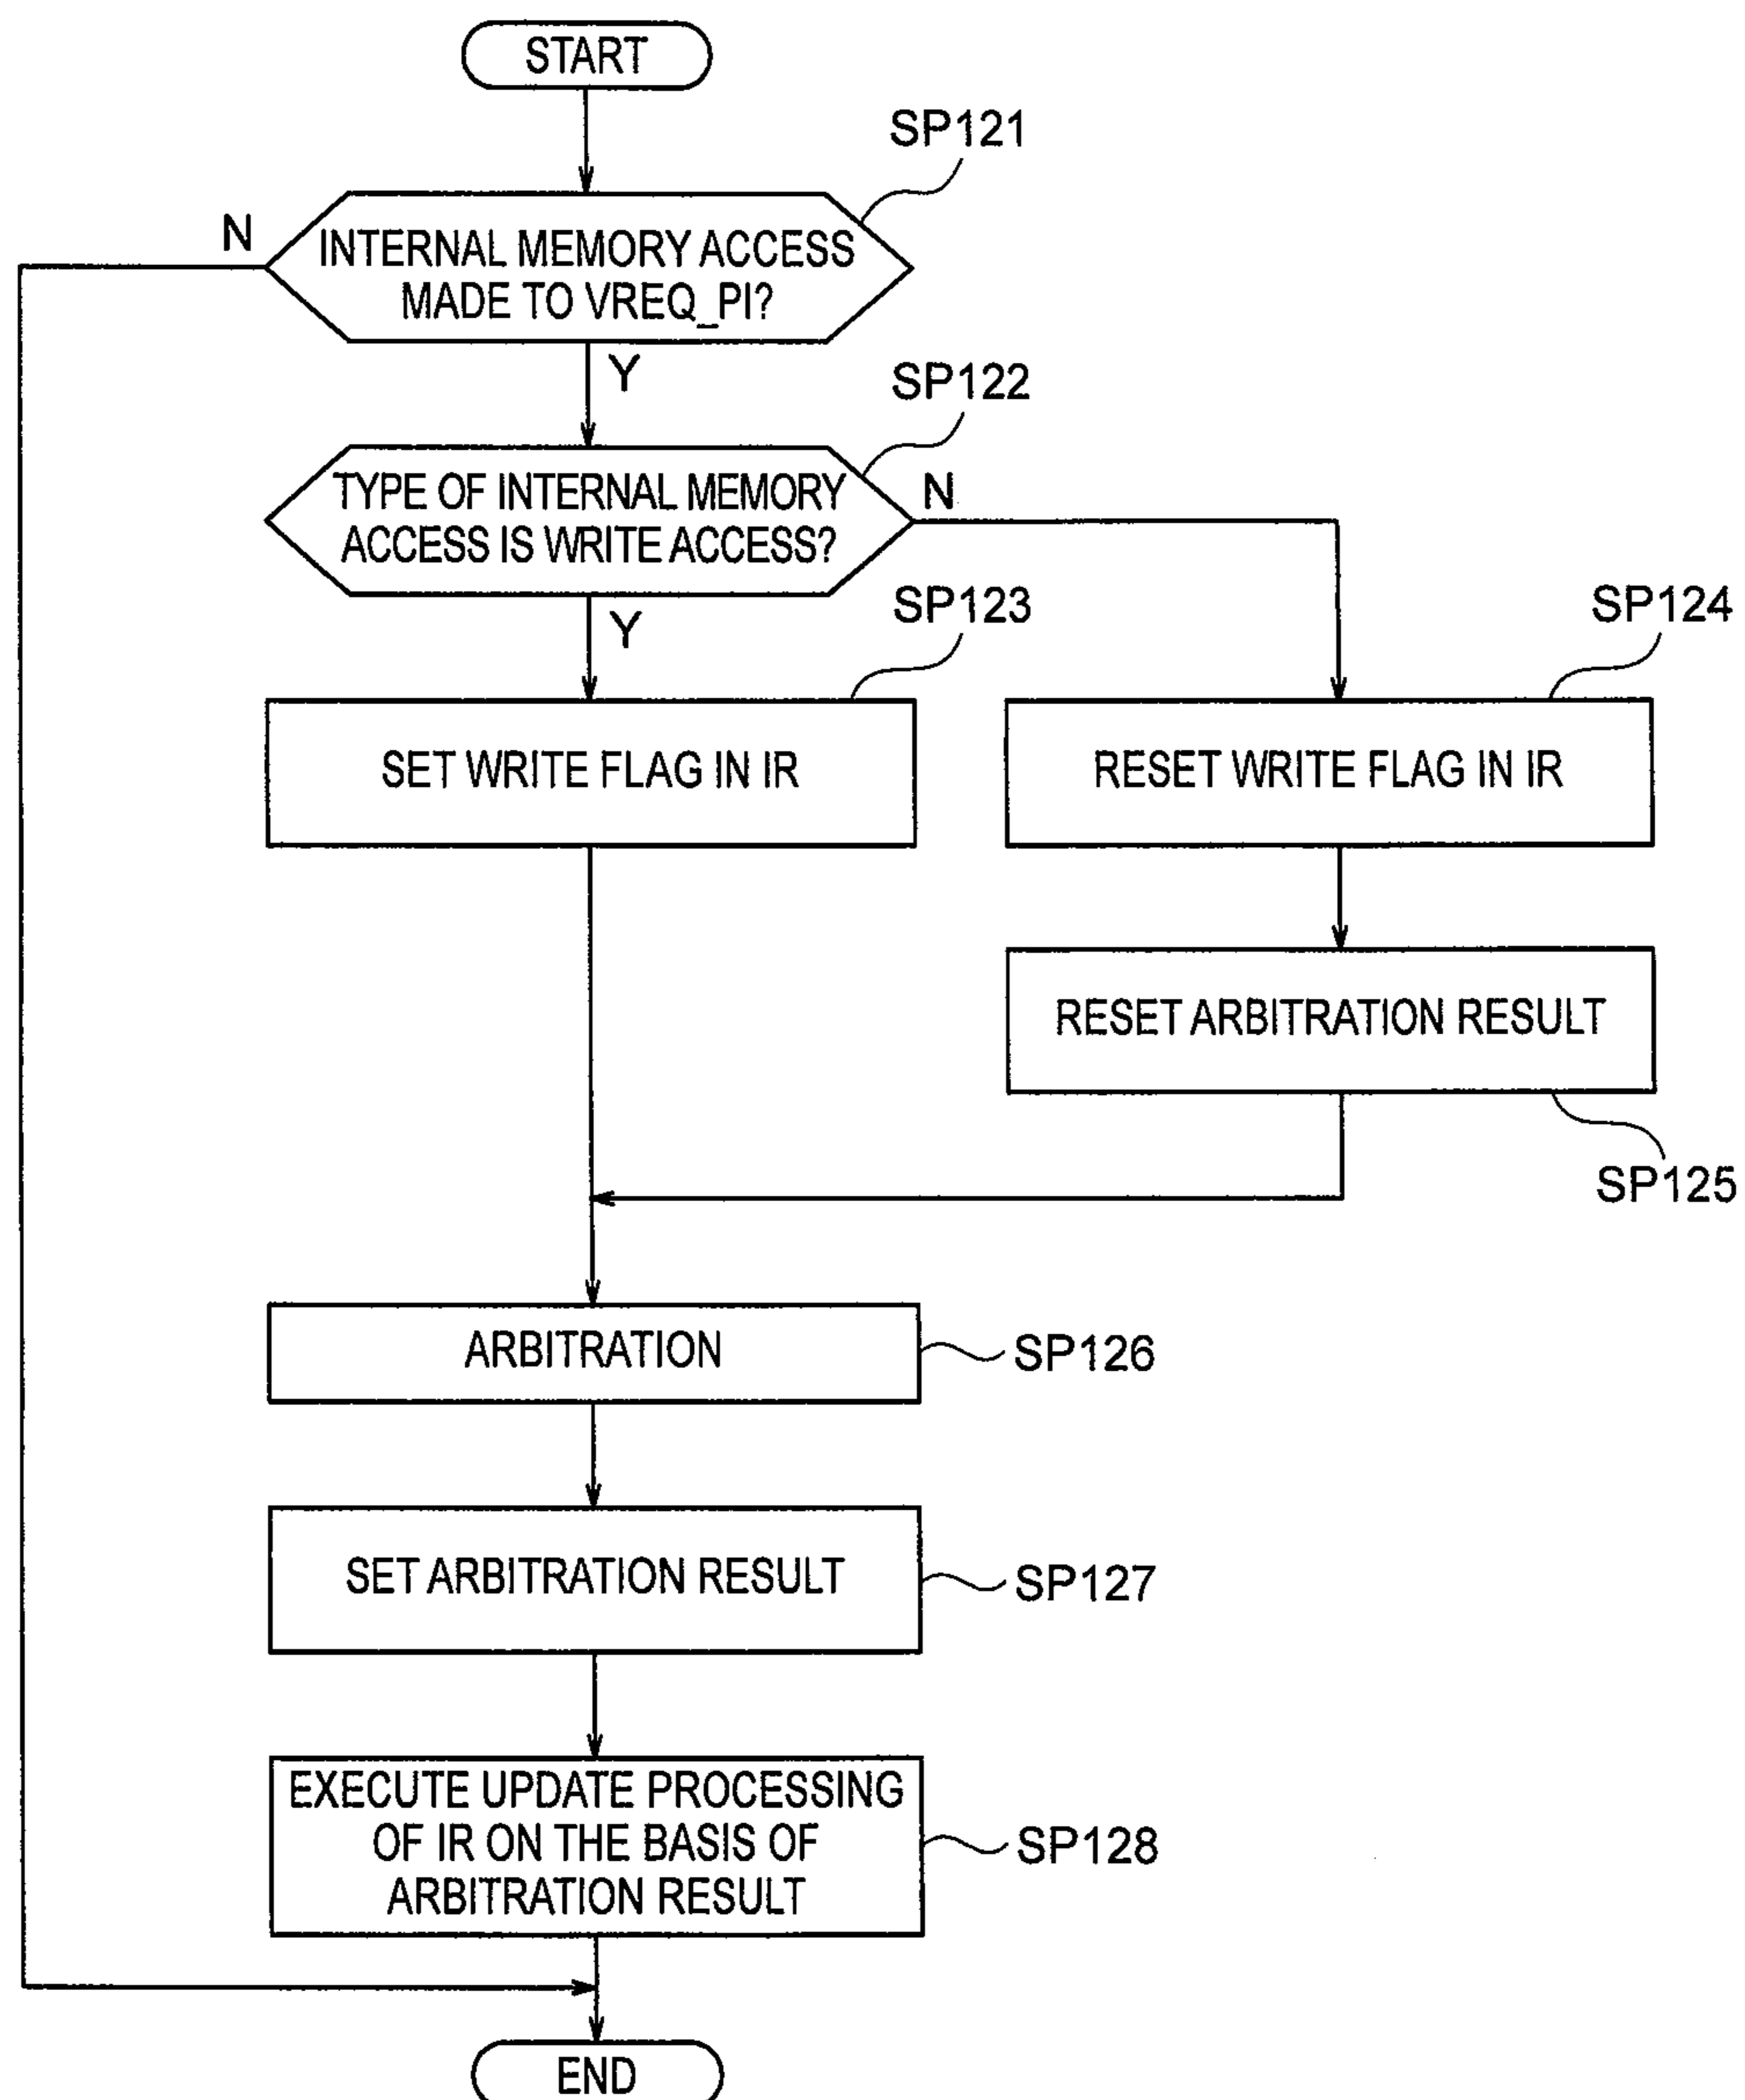 START
SP121
N
INTERNAL MEMORY ACCESS
MADE TO VREQ_PI?
Y
SP122
TYPE OF INTERNAL MEMORY
ACCESS IS WRITE ACCESS?
N
Y
SP123
SP124
SET WRITE FLAG IN IR
RESET WRITE FLAG IN IR
RESET ARBITRATION RESULT
SP125
ARBITRATION
SP126
SET ARBITRATION RESULT
SP127
EXECUTE UPDATE PROCESSING
OF IR ON THE BASIS OF
ARBITRATION RESULT
SP128
END